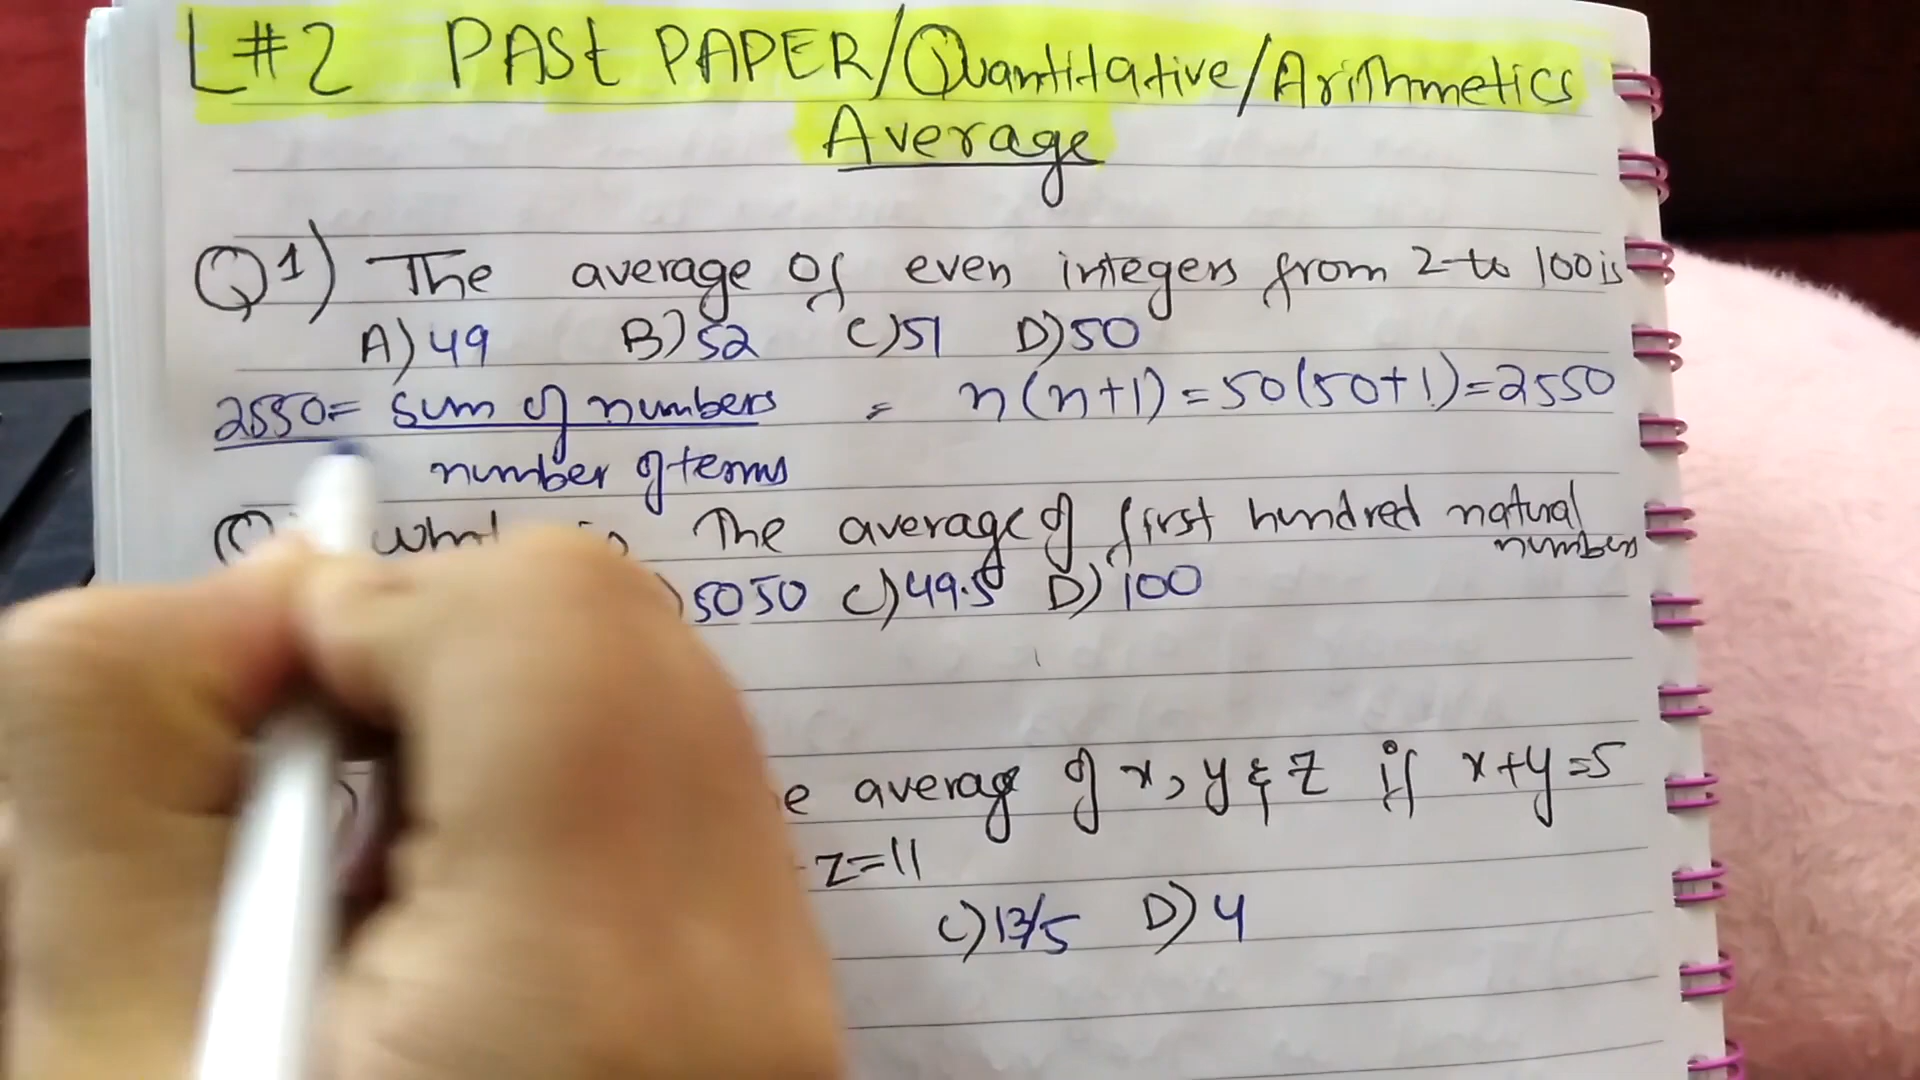 L#2 PASt PAPER/Quantitative/Arithmetics
Average
Q1) The average of even integers from 2 to 100 is
A) 49 B) 52 C) 51 D) 50
2550 = sum of numbers = n(n+1) = 50(50+1) = 2550
number of terms
The average of first hundred natural
numbers
5050 C) 49.5 D) 100
average of x, y & z if x+y=5
z=11
C) 13/5 D) 4